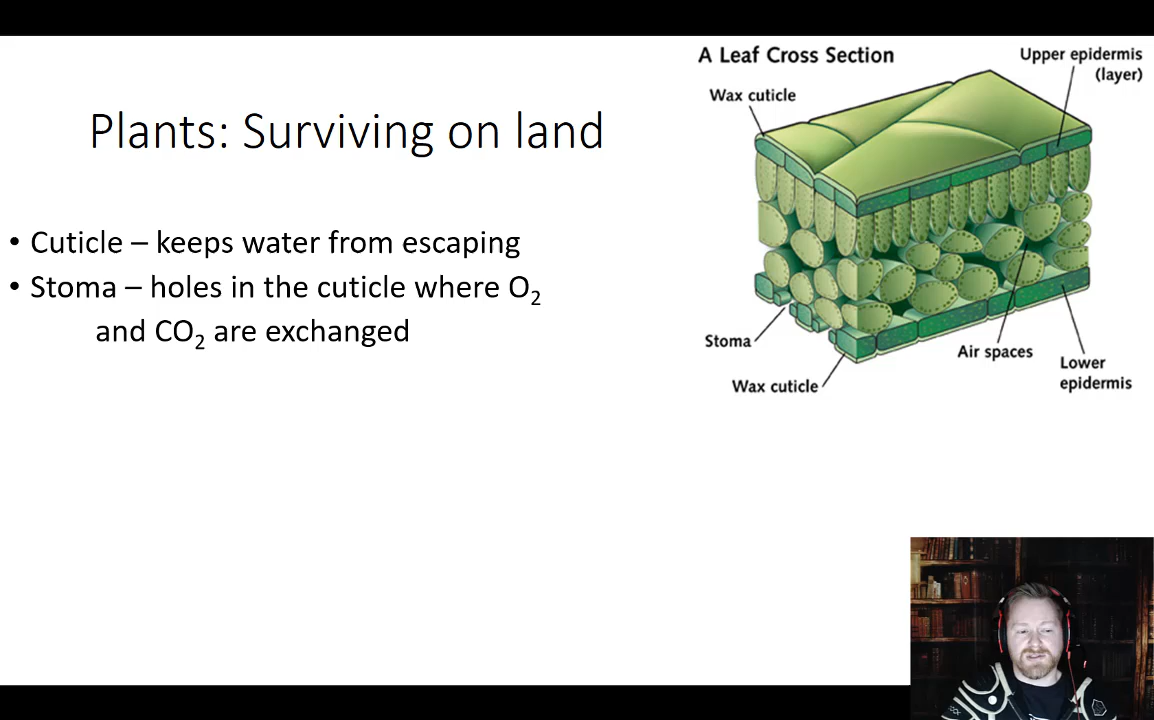 A Leaf Cross Section
Upper epidermis
(layer)
Wax cuticle
Plants: Surviving on land
• Cuticle – keeps water from escaping
• Stoma – holes in the cuticle where O₂
and CO₂ are exchanged
Stoma
Air spaces
Lower
epidermis
Wax cuticle